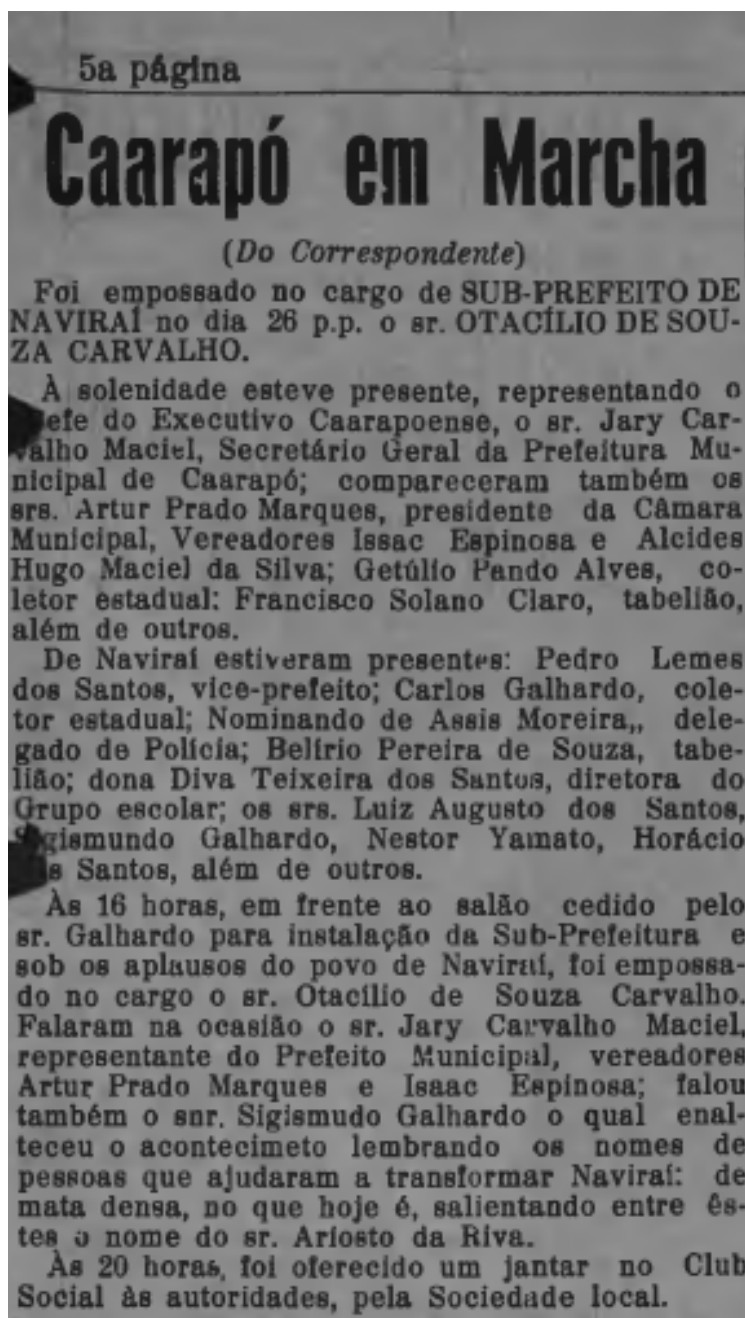 5a página
Caarapó em Marcha
(Do Correspondente)
Foi empossado no cargo de SUB-PREFEITO DE
NAVIRAÍ no dia 26 p.p. o sr. OTACÍLIO DE SOU-
ZA CARVALHO.
À solenidade esteve presente, representando o
efe do Executivo Caarapoense, o sr. Jary Car-
valho Maciel, Secretário Geral da Prefeitura Mu-
nicipal de Caarapó; compareceram também os
srs. Artur Prado Marques, presidente da Câmara
Municipal, Vereadores Issac Espinosa e Alcides
Hugo Maciel da Silva; Getúlio Pando Alves, co-
letor estadual: Francisco Solano Claro, tabelião,
além de outros.
De Naviraí estiveram presentes: Pedro Lemes
dos Santos, vice-prefeito; Carlos Galhardo, cole-
tor estadual; Nominando de Assis Moreira,, dele-
gado de Polícia; Belírio Pereira de Souza, tabe-
lião; dona Diva Teixeira dos Santos, diretora do
Grupo escolar; os srs. Luiz Augusto dos Santos,
Sigismundo Galhardo, Nestor Yamato, Horácio
Santos, além de outros.
Às 16 horas, em frente ao salão cedido pelo
sr. Galhardo para instalação da Sub-Prefeitura e
sob os aplausos do povo de Naviraí, foi empossa-
do no cargo o sr. Otacílio de Souza Carvalho.
Falaram na ocasião o sr. Jary Carvalho Maciel,
representante do Prefeito Municipal, vereadores
Artur Prado Marques e Isaac Espinosa; falou
também o snr. Sigismudo Galhardo o qual enal-
teceu o acontecimeto lembrando os nomes de
pessoas que ajudaram a transformar Naviraí: de
mata densa, no que hoje é, salientando entre ês-
tes o nome do sr. Ariosto da Riva.
Às 20 horas, foi oferecido um jantar no Club
Social às autoridades, pela Sociedade local.